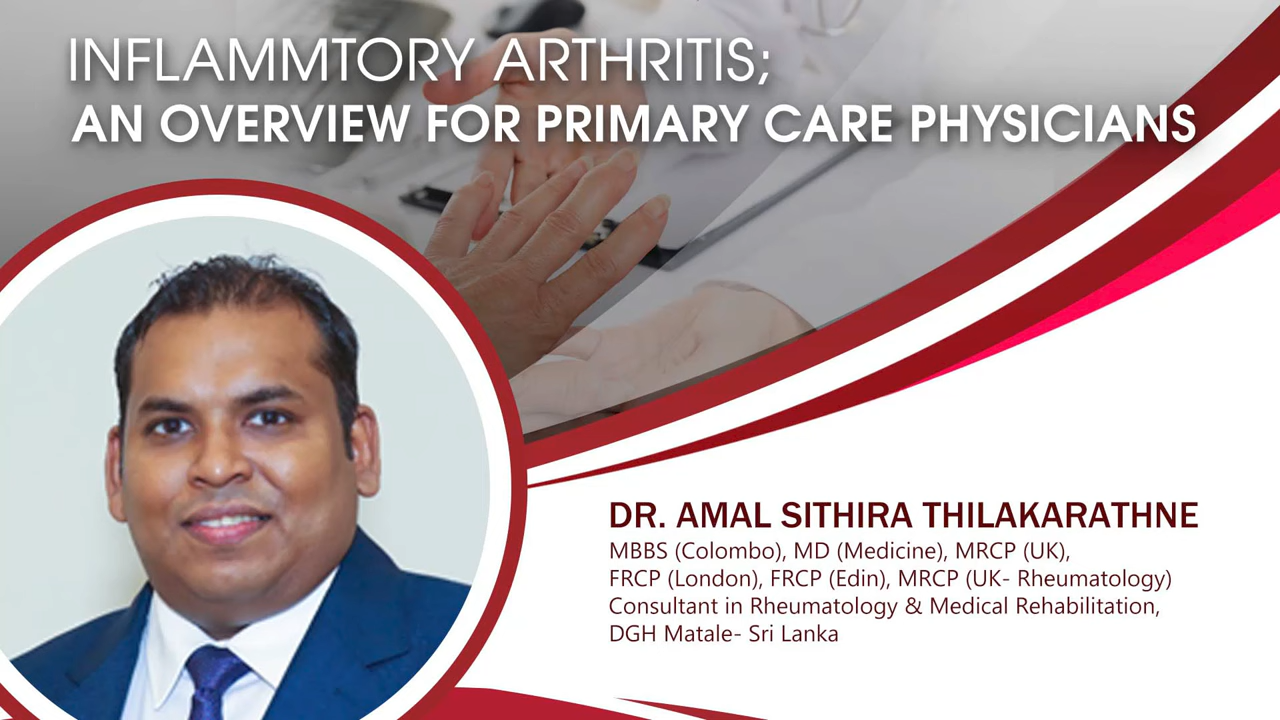 INFLAMMTORY ARTHRITIS;
AN OVERVIEW FOR PRIMARY CARE PHYSICIANS
DR. AMAL SITHIRA THILAKARATHNE
MBBS (Colombo), MD (Medicine), MRCP (UK),
FRCP (London), FRCP (Edin), MRCP (UK- Rheumatology)
Consultant in Rheumatology & Medical Rehabilitation,
DGH Matale- Sri Lanka